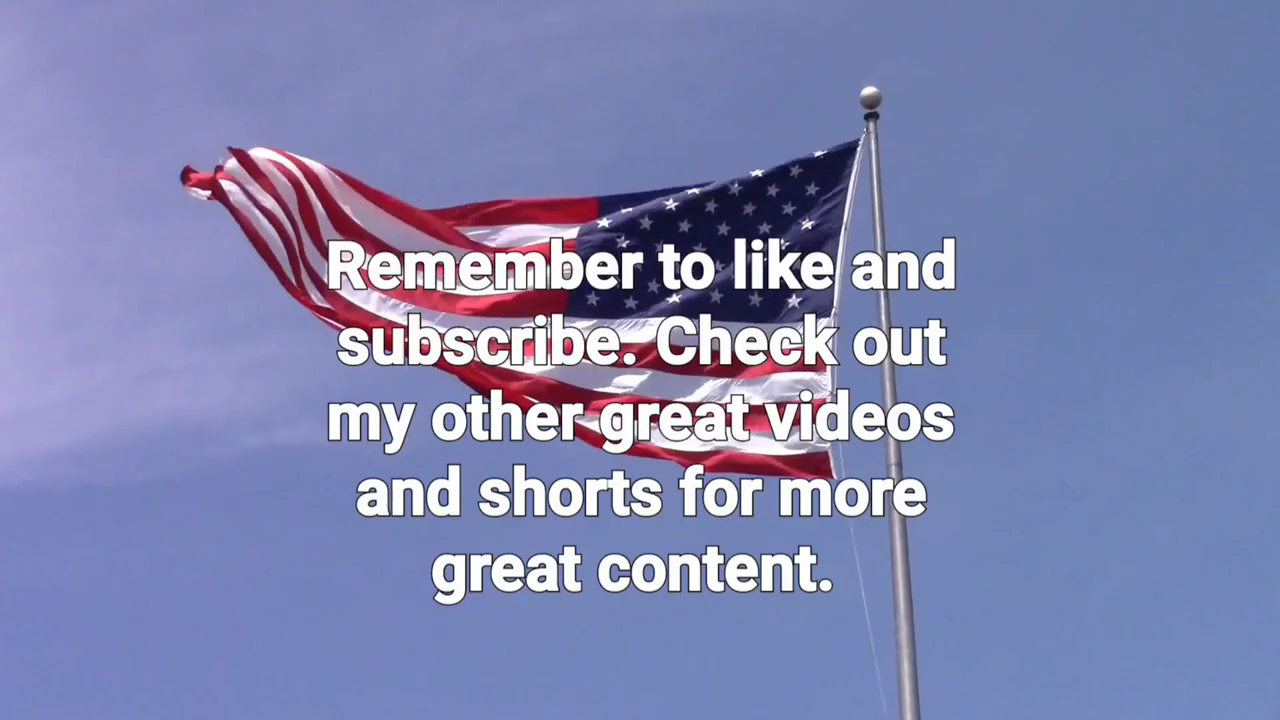 Remember to like and
subscribe. Check out
my other great videos
and shorts for more
great content.